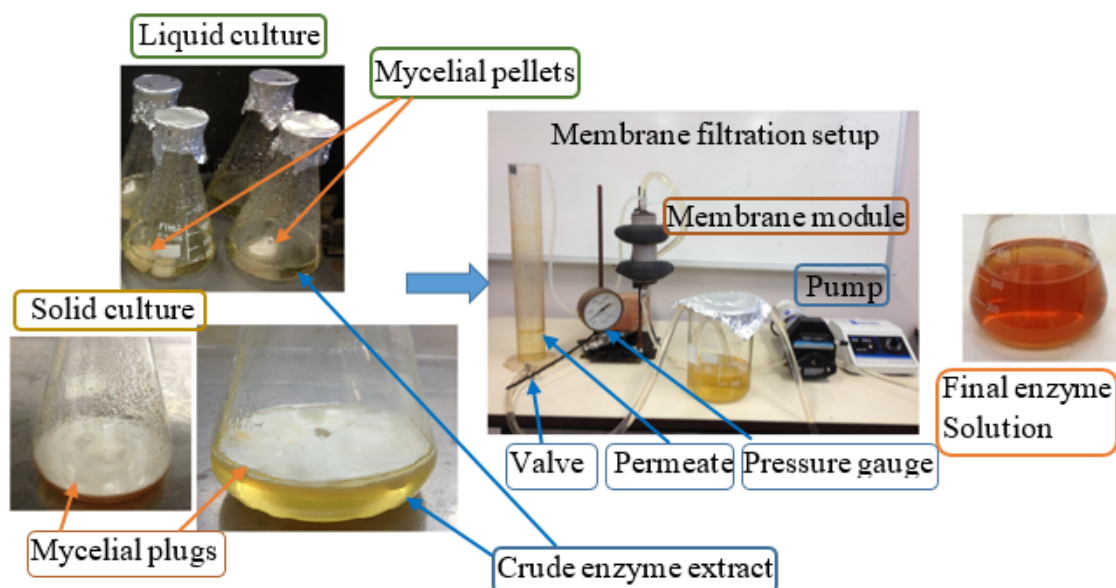 Liquid culture
Mycelial pellets
Membrane filtration setup
Membrane module
Pump
Solid culture
Final enzyme
Solution
Valve
Permeate
Pressure gauge
Mycelial plugs
Crude enzyme extract